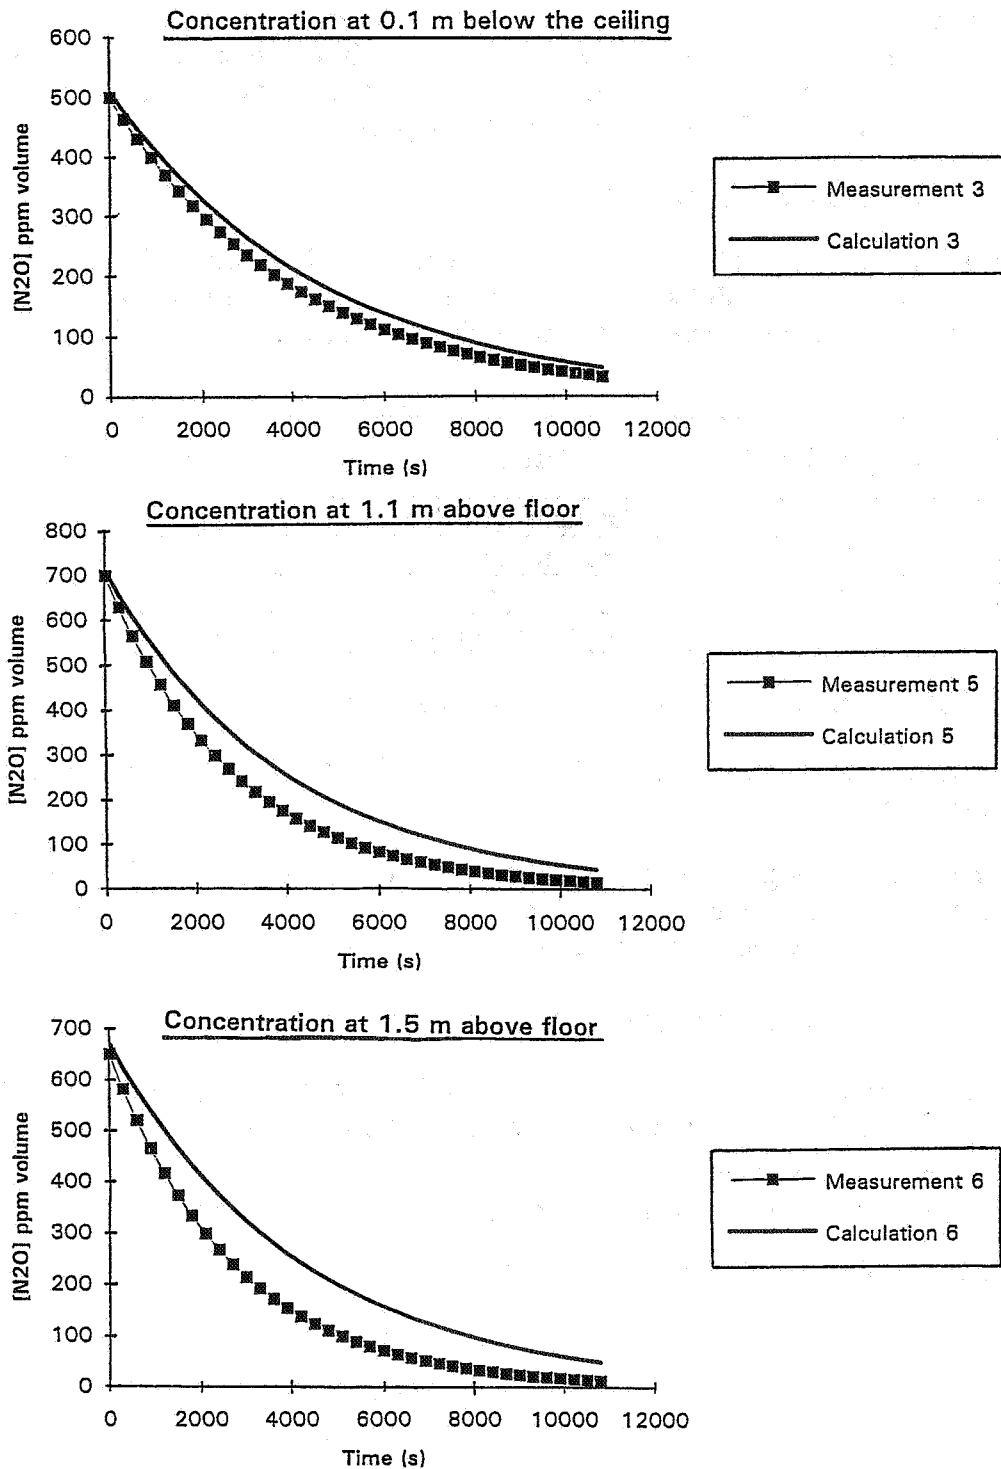 Concentration at 0.1 m below the ceiling
600
500
400
300
200
100
0
[N2O] ppm volume
0 2000 4000 6000 8000 10000 12000
Time (s)
Measurement 3
Calculation 3
Concentration at 1.1 m above floor
800
700
600
500
400
300
200
100
0
[N2O] ppm volume
0 2000 4000 6000 8000 10000 12000
Time (s)
Measurement 5
Calculation 5
Concentration at 1.5 m above floor
700
600
500
400
300
200
100
0
[N2O] ppm volume
0 2000 4000 6000 8000 10000 12000
Time (s)
Measurement 6
Calculation 6